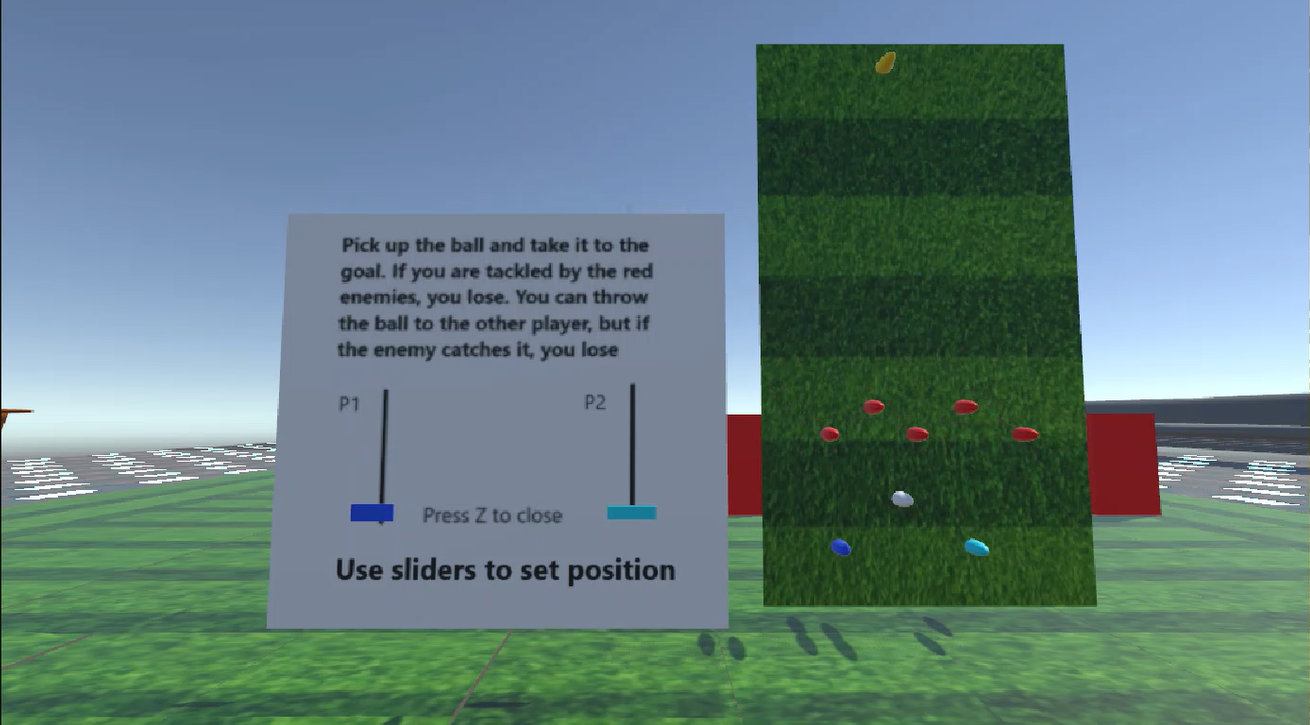 Pick up the ball and take it to the
goal. If you are tackled by the red
enemies, you lose. You can throw
the ball to the other player, but if
the enemy catches it, you lose
P1
P2
Press Z to close
Use sliders to set position